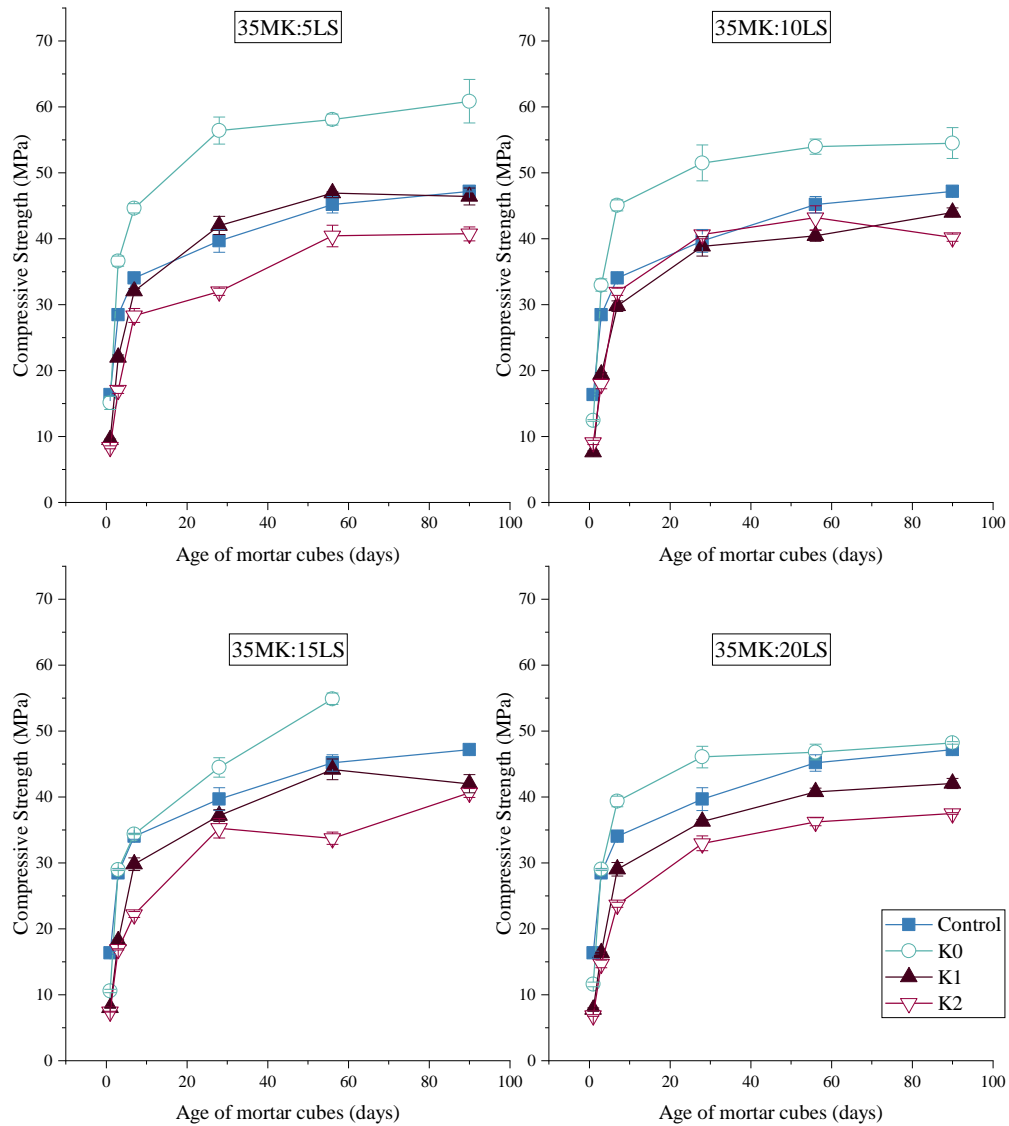 35MK:5LS
70
60
50
40
30
20
10
0
Compressive Strength (MPa)
0 20 40 60 80 100
Age of mortar cubes (days)
35MK:10LS
70
60
50
40
30
20
10
0
Compressive Strength (MPa)
0 20 40 60 80 100
Age of mortar cubes (days)
35MK:15LS
70
60
50
40
30
20
10
0
Compressive Strength (MPa)
0 20 40 60 80 100
Age of mortar cubes (days)
35MK:20LS
70
60
50
40
30
20
10
0
Compressive Strength (MPa)
0 20 40 60 80 100
Age of mortar cubes (days)
Control
K0
K1
K2